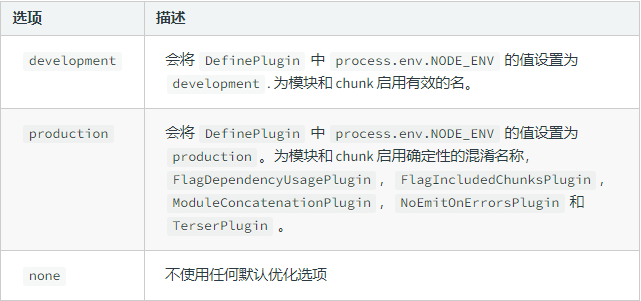 选项 描述
development 会将 DefinePlugin 中 process.env.NODE_ENV 的值设置为
development . 为模块和 chunk 启用有效的名。
production 会将 DefinePlugin 中 process.env.NODE_ENV 的值设置为
production 。为模块和 chunk 启用确定性的混淆名称，
FlagDependencyUsagePlugin ， FlagIncludedChunksPlugin ，
ModuleConcatenationPlugin ， NoEmitOnErrorsPlugin 和
TerserPlugin 。
none 不使用任何默认优化选项